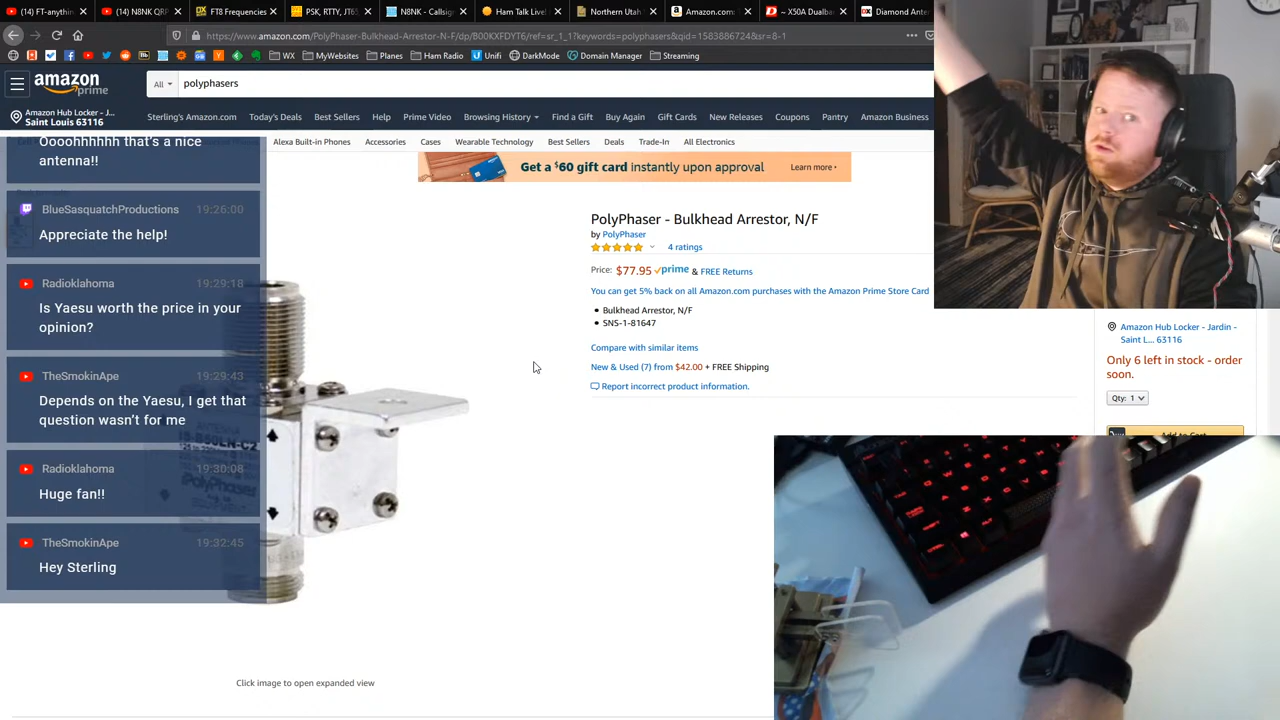 (14) FT-anything
(14) N8NK QRP
FT8 Frequencies
PSK, RTTY, JT65
N8NK - Callsign
Ham Talk Live!
Northern Utah
Amazon.com
~ X50A Dualba
Diamond Ante
https://www.amazon.com/PolyPhaser-Bulkhead-Arrestor-N-F/dp/B00KXFDYT6/ref=sr_1_1?keywords=polyphasers&qid=1583886724&sr=8-1
WX
MyWebsites
Planes
Ham Radio
Unifi
DarkMode
Domain Manager
Streaming
amazon
prime
All
polyphasers
Amazon Hub Locker - J...
Saint Louis 63116
Sterling's Amazon.com
Today's Deals
Best Sellers
Help
Prime Video
Browsing History
Find a Gift
Buy Again
Gift Cards
New Releases
Coupons
Pantry
Amazon Business
Alexa Built-in Phones
Accessories
Cases
Wearable Technology
Best Sellers
Deals
Trade-In
All Electronics
Get a $60 gift card instantly upon approval
Learn more
Oooohhhhh that's a nice
antenna!!
BlueSasquatchProductions 19:26:00
Appreciate the help!
Radioklahoma 19:29:18
Is Yaesu worth the price in your
opinion?
TheSmokinApe 19:29:43
Depends on the Yaesu, I get that
question wasn't for me
Radioklahoma 19:30:08
Huge fan!!
TheSmokinApe 19:32:45
Hey Sterling
PolyPhaser - Bulkhead Arrestor, N/F
by PolyPhaser
4 ratings
Price: $77.95 prime & FREE Returns
You can get 5% back on all Amazon.com purchases with the Amazon Prime Store Card
Bulkhead Arrestor, N/F
SNS-1-81647
Compare with similar items
New & Used (7) from $42.00 + FREE Shipping
Report incorrect product information.
Click image to open expanded view
Amazon Hub Locker - Jardin -
Saint L... 63116
Only 6 left in stock - order
soon.
Qty: 1
Add to Cart